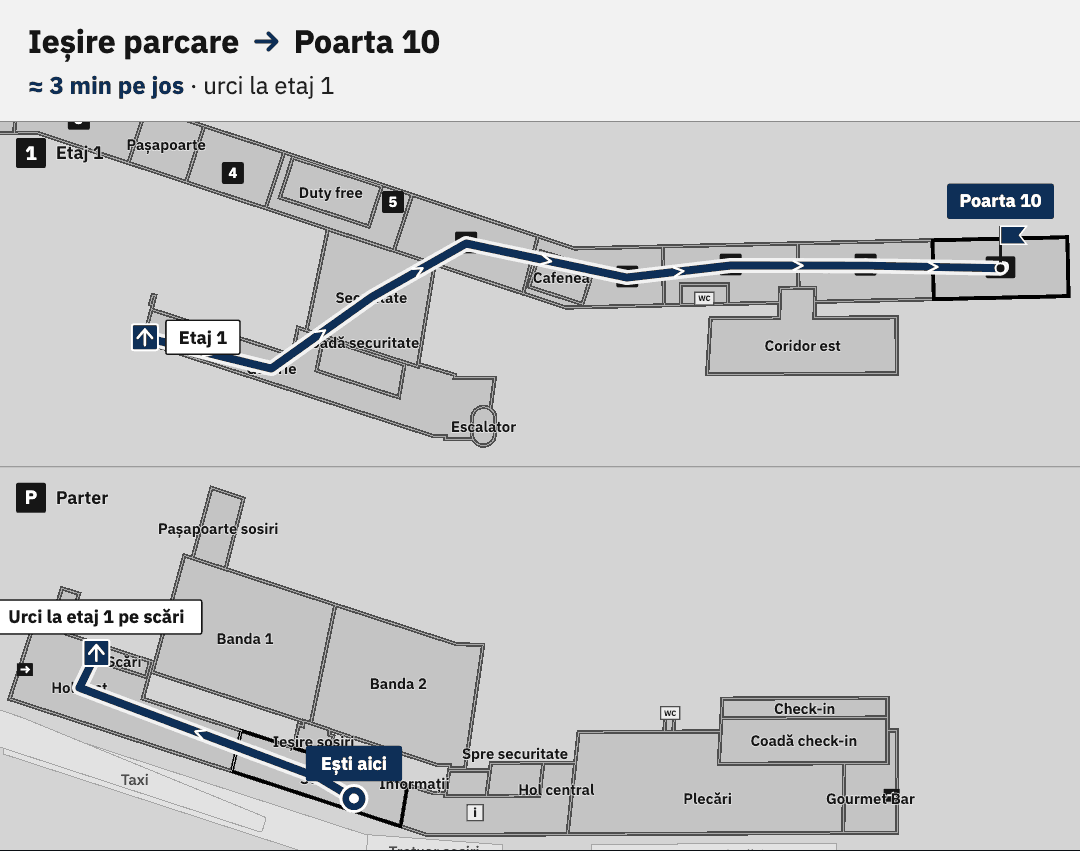 Ieșire parcare → Poarta 10
≈ 3 min pe jos · urci la etaj 1
1 Etaj 1
Pașapoarte
4
Duty free
5
Poarta 10
Cafenea
WC
Etaj 1
Coridor est
Escalator
P Parter
Pașapoarte sosiri
Urci la etaj 1 pe scări
Banda 1
Scări
Banda 2
WC
Check-in
Coadă check-in
Ieșire sosiri
Spre securitate
Ești aici
Informații
Taxi
Hol central
Plecări
Gourmet Bar
i